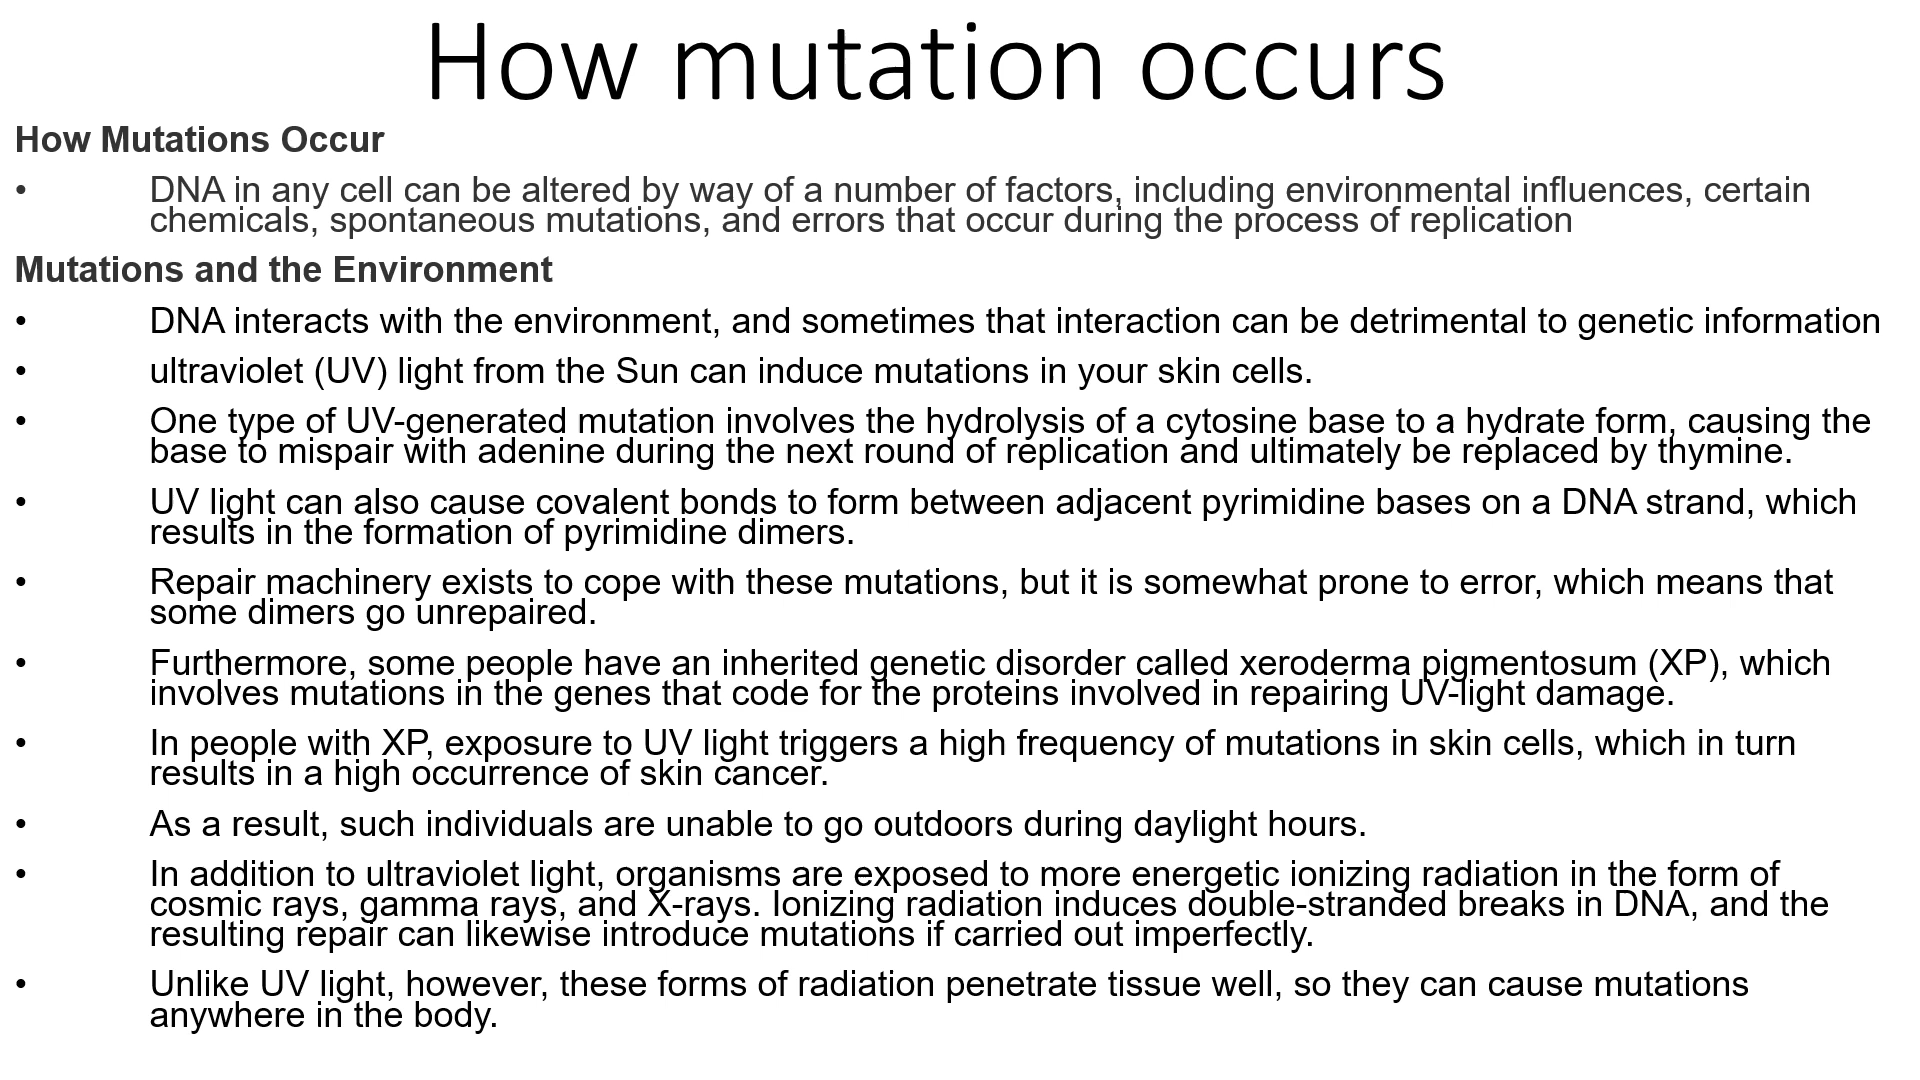 How mutation occurs
How Mutations Occur
• DNA in any cell can be altered by way of a number of factors, including environmental influences, certain
chemicals, spontaneous mutations, and errors that occur during the process of replication
Mutations and the Environment
• DNA interacts with the environment, and sometimes that interaction can be detrimental to genetic information
• ultraviolet (UV) light from the Sun can induce mutations in your skin cells.
• One type of UV-generated mutation involves the hydrolysis of a cytosine base to a hydrate form, causing the
base to mispair with adenine during the next round of replication and ultimately be replaced by thymine.
• UV light can also cause covalent bonds to form between adjacent pyrimidine bases on a DNA strand, which
results in the formation of pyrimidine dimers.
• Repair machinery exists to cope with these mutations, but it is somewhat prone to error, which means that
some dimers go unrepaired.
• Furthermore, some people have an inherited genetic disorder called xeroderma pigmentosum (XP), which
involves mutations in the genes that code for the proteins involved in repairing UV-light damage.
• In people with XP, exposure to UV light triggers a high frequency of mutations in skin cells, which in turn
results in a high occurrence of skin cancer.
• As a result, such individuals are unable to go outdoors during daylight hours.
• In addition to ultraviolet light, organisms are exposed to more energetic ionizing radiation in the form of
cosmic rays, gamma rays, and X-rays. Ionizing radiation induces double-stranded breaks in DNA, and the
resulting repair can likewise introduce mutations if carried out imperfectly.
• Unlike UV light, however, these forms of radiation penetrate tissue well, so they can cause mutations
anywhere in the body.